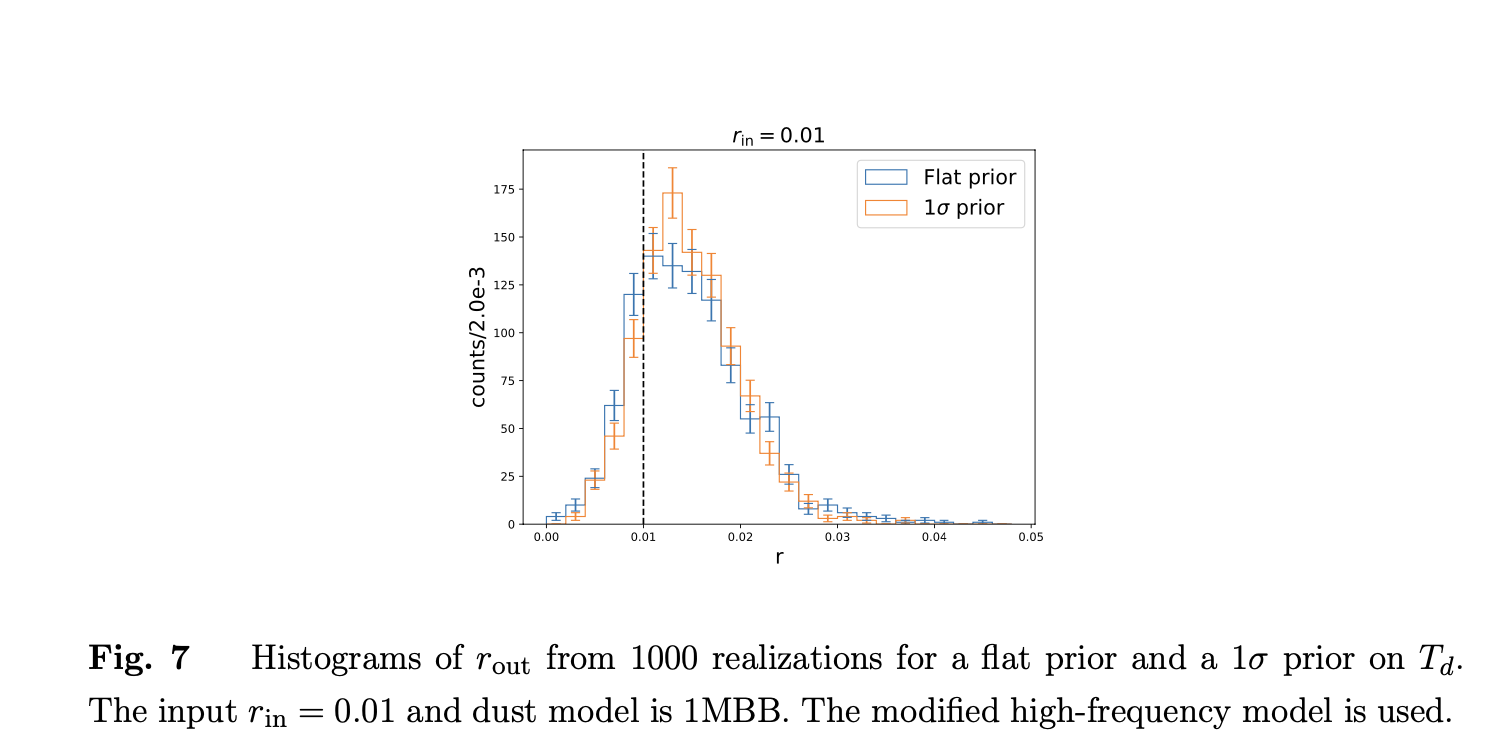 r_in = 0.01
Flat prior
1σ prior
counts/2.0e-3
175
150
125
100
75
50
25
0
0.00 0.01 0.02 0.03 0.04 0.05
r
Fig. 7 Histograms of r_out from 1000 realizations for a flat prior and a 1σ prior on T_d.
The input r_in = 0.01 and dust model is 1MBB. The modified high-frequency model is used.